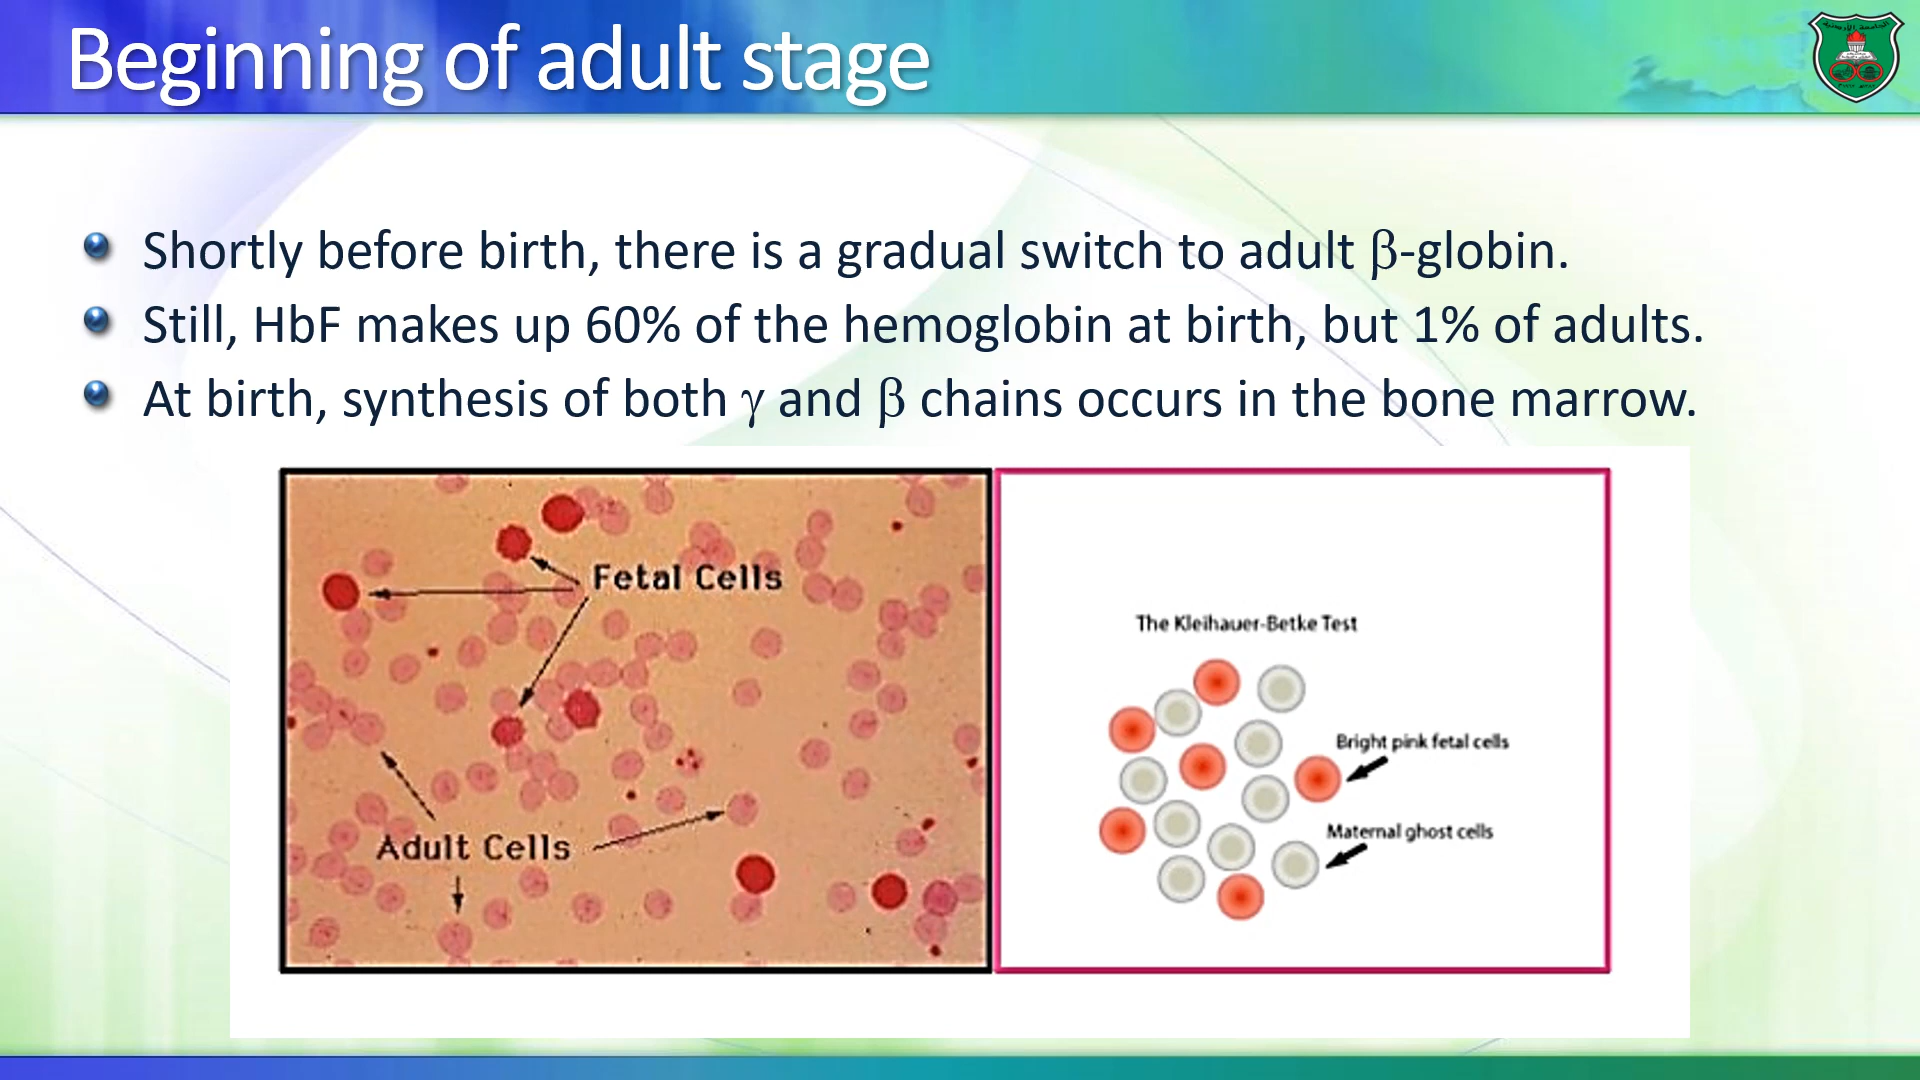 Beginning of adult stage
Shortly before birth, there is a gradual switch to adult β-globin.
Still, HbF makes up 60% of the hemoglobin at birth, but 1% of adults.
At birth, synthesis of both γ and β chains occurs in the bone marrow.
Fetal Cells
Adult Cells
The Kleihauer-Betke Test
Bright pink fetal cells
Maternal ghost cells